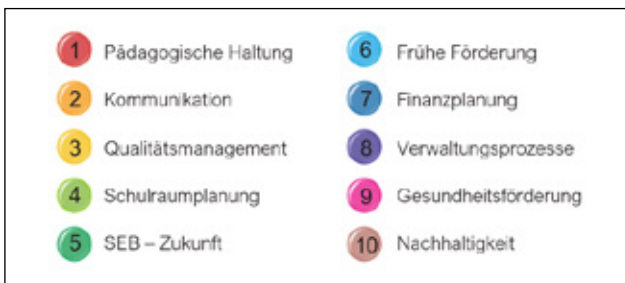 1 Pädagogische Haltung
2 Kommunikation
3 Qualitätsmanagement
4 Schulraumplanung
5 SEB – Zukunft
6 Frühe Förderung
7 Finanzplanung
8 Verwaltungsprozesse
9 Gesundheitsförderung
10 Nachhaltigkeit